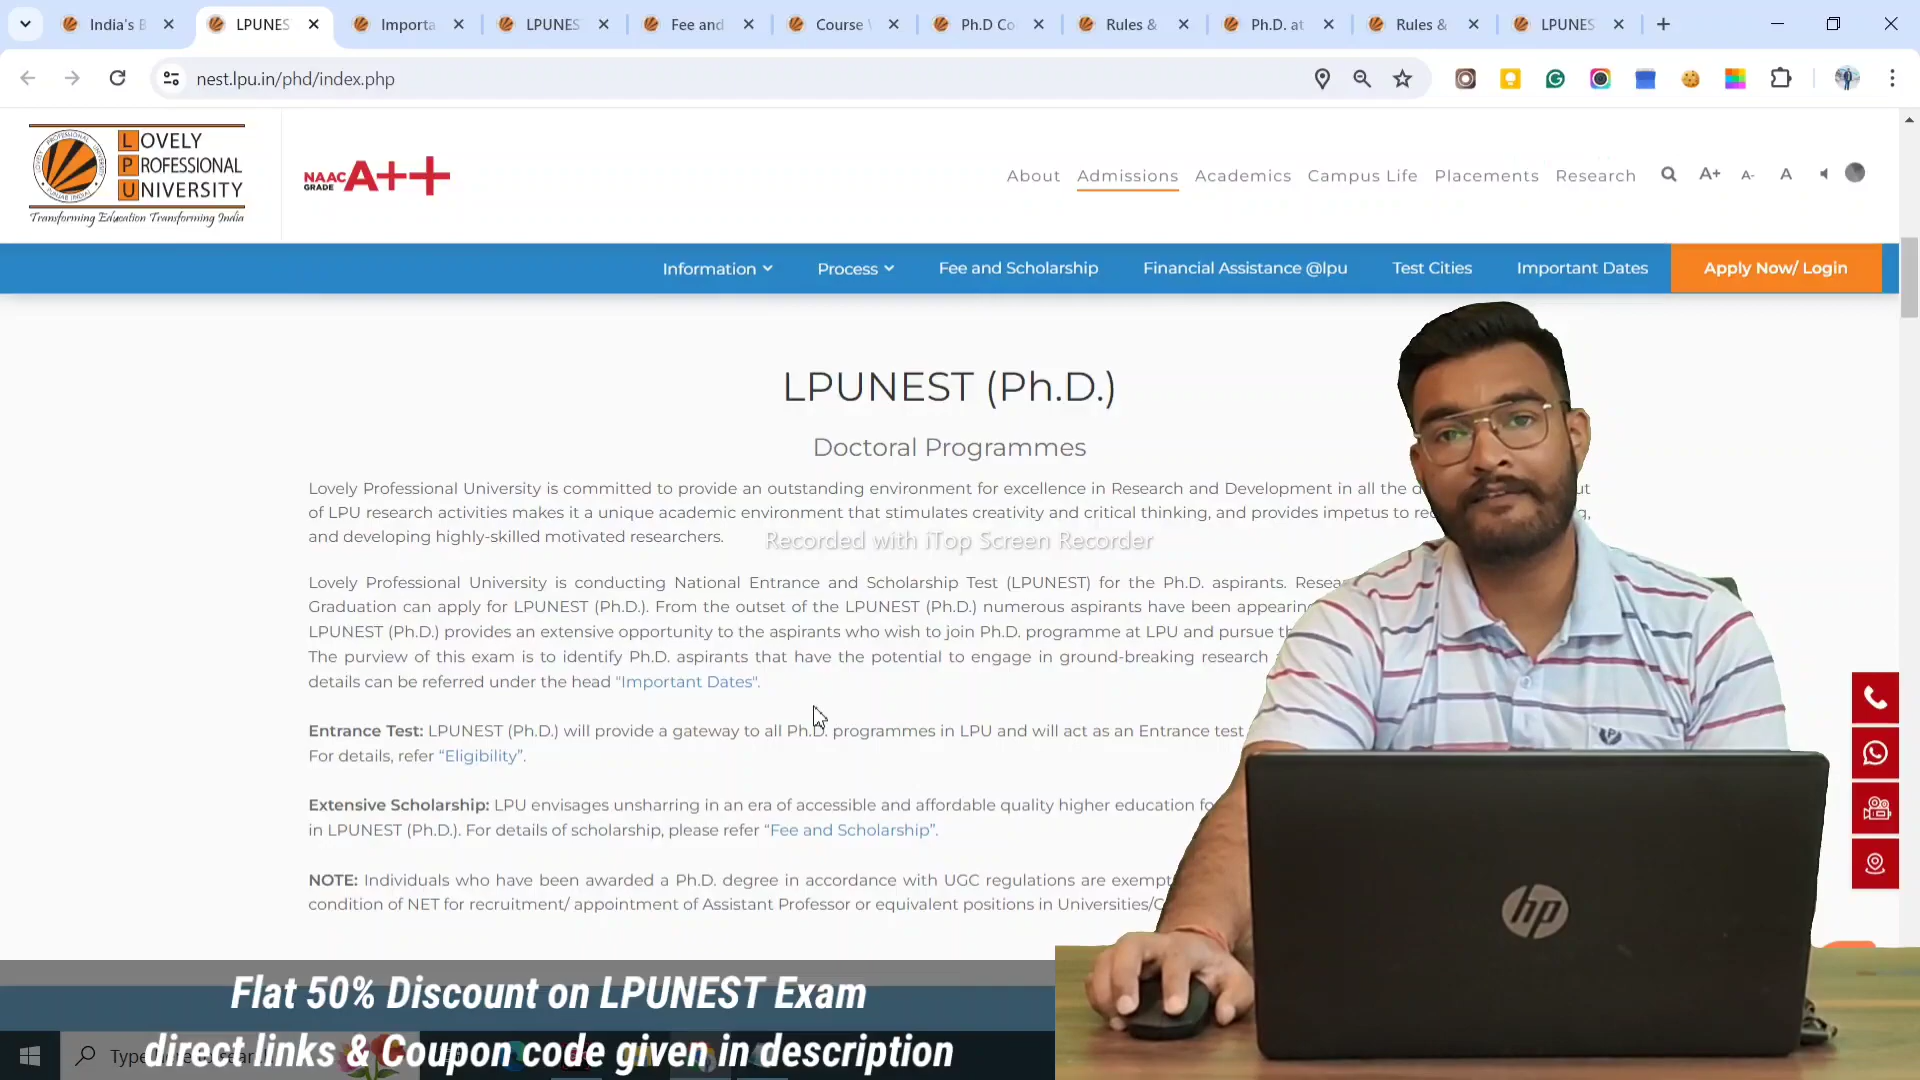 India's B
LPUNES
Importa
LPUNES
Fee and
Course
Ph.D Co
Rules &
Ph.D. at
Rules &
LPUNES
nest.lpu.in/phd/index.php
LOVELY
PROFESSIONAL
UNIVERSITY
Transforming Education Transforming India
NAAC
GRADE A++
About Admissions Academics Campus Life Placements Research A+ A- A
Information Process Fee and Scholarship Financial Assistance @lpu Test Cities Important Dates Apply Now/ Login
LPUNEST (Ph.D.)
Doctoral Programmes
Lovely Professional University is committed to provide an outstanding environment for excellence in Research and Development in all the
of LPU research activities makes it a unique academic environment that stimulates creativity and critical thinking, and provides impetus to
and developing highly-skilled motivated researchers.
Recorded with iTop Screen Recorder
Lovely Professional University is conducting National Entrance and Scholarship Test (LPUNEST) for the Ph.D. aspirants.
Graduation can apply for LPUNEST (Ph.D.). From the outset of the LPUNEST (Ph.D.) numerous aspirants have been
LPUNEST (Ph.D.) provides an extensive opportunity to the aspirants who wish to join Ph.D. programme at LPU and pursue
The purview of this exam is to identify Ph.D. aspirants that have the potential to engage in ground-breaking research
details can be referred under the head "Important Dates".
Entrance Test: LPUNEST (Ph.D.) will provide a gateway to all Ph.D. programmes in LPU and will act as an Entrance test
For details, refer “Eligibility”.
Extensive Scholarship: LPU envisages unsharring in an era of accessible and affordable quality higher education
in LPUNEST (Ph.D.). For details of scholarship, please refer “Fee and Scholarship”.
NOTE: Individuals who have been awarded a Ph.D. degree in accordance with UGC regulations are
condition of NET for recruitment/ appointment of Assistant Professor or equivalent positions in
hp
Flat 50% Discount on LPUNEST Exam
direct links & Coupon code given in description